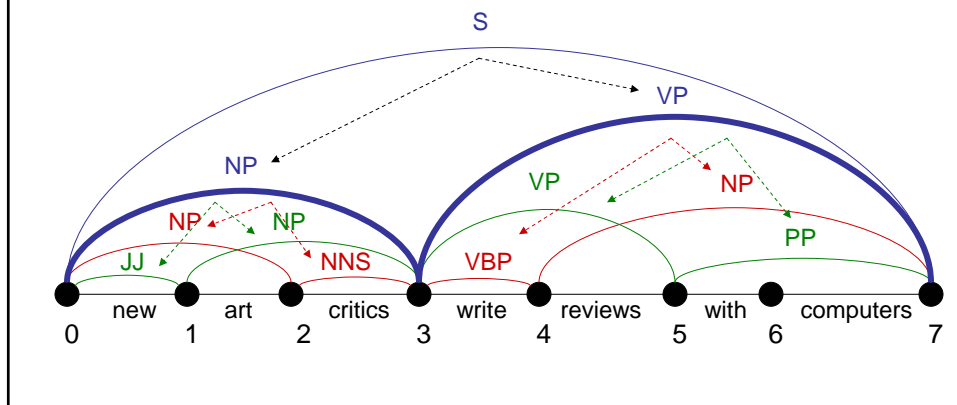 S
VP
NP
VP
NP
NP
NP
PP
JJ
NNS
VBP
new art critics write reviews with computers
0 1 2 3 4 5 6 7